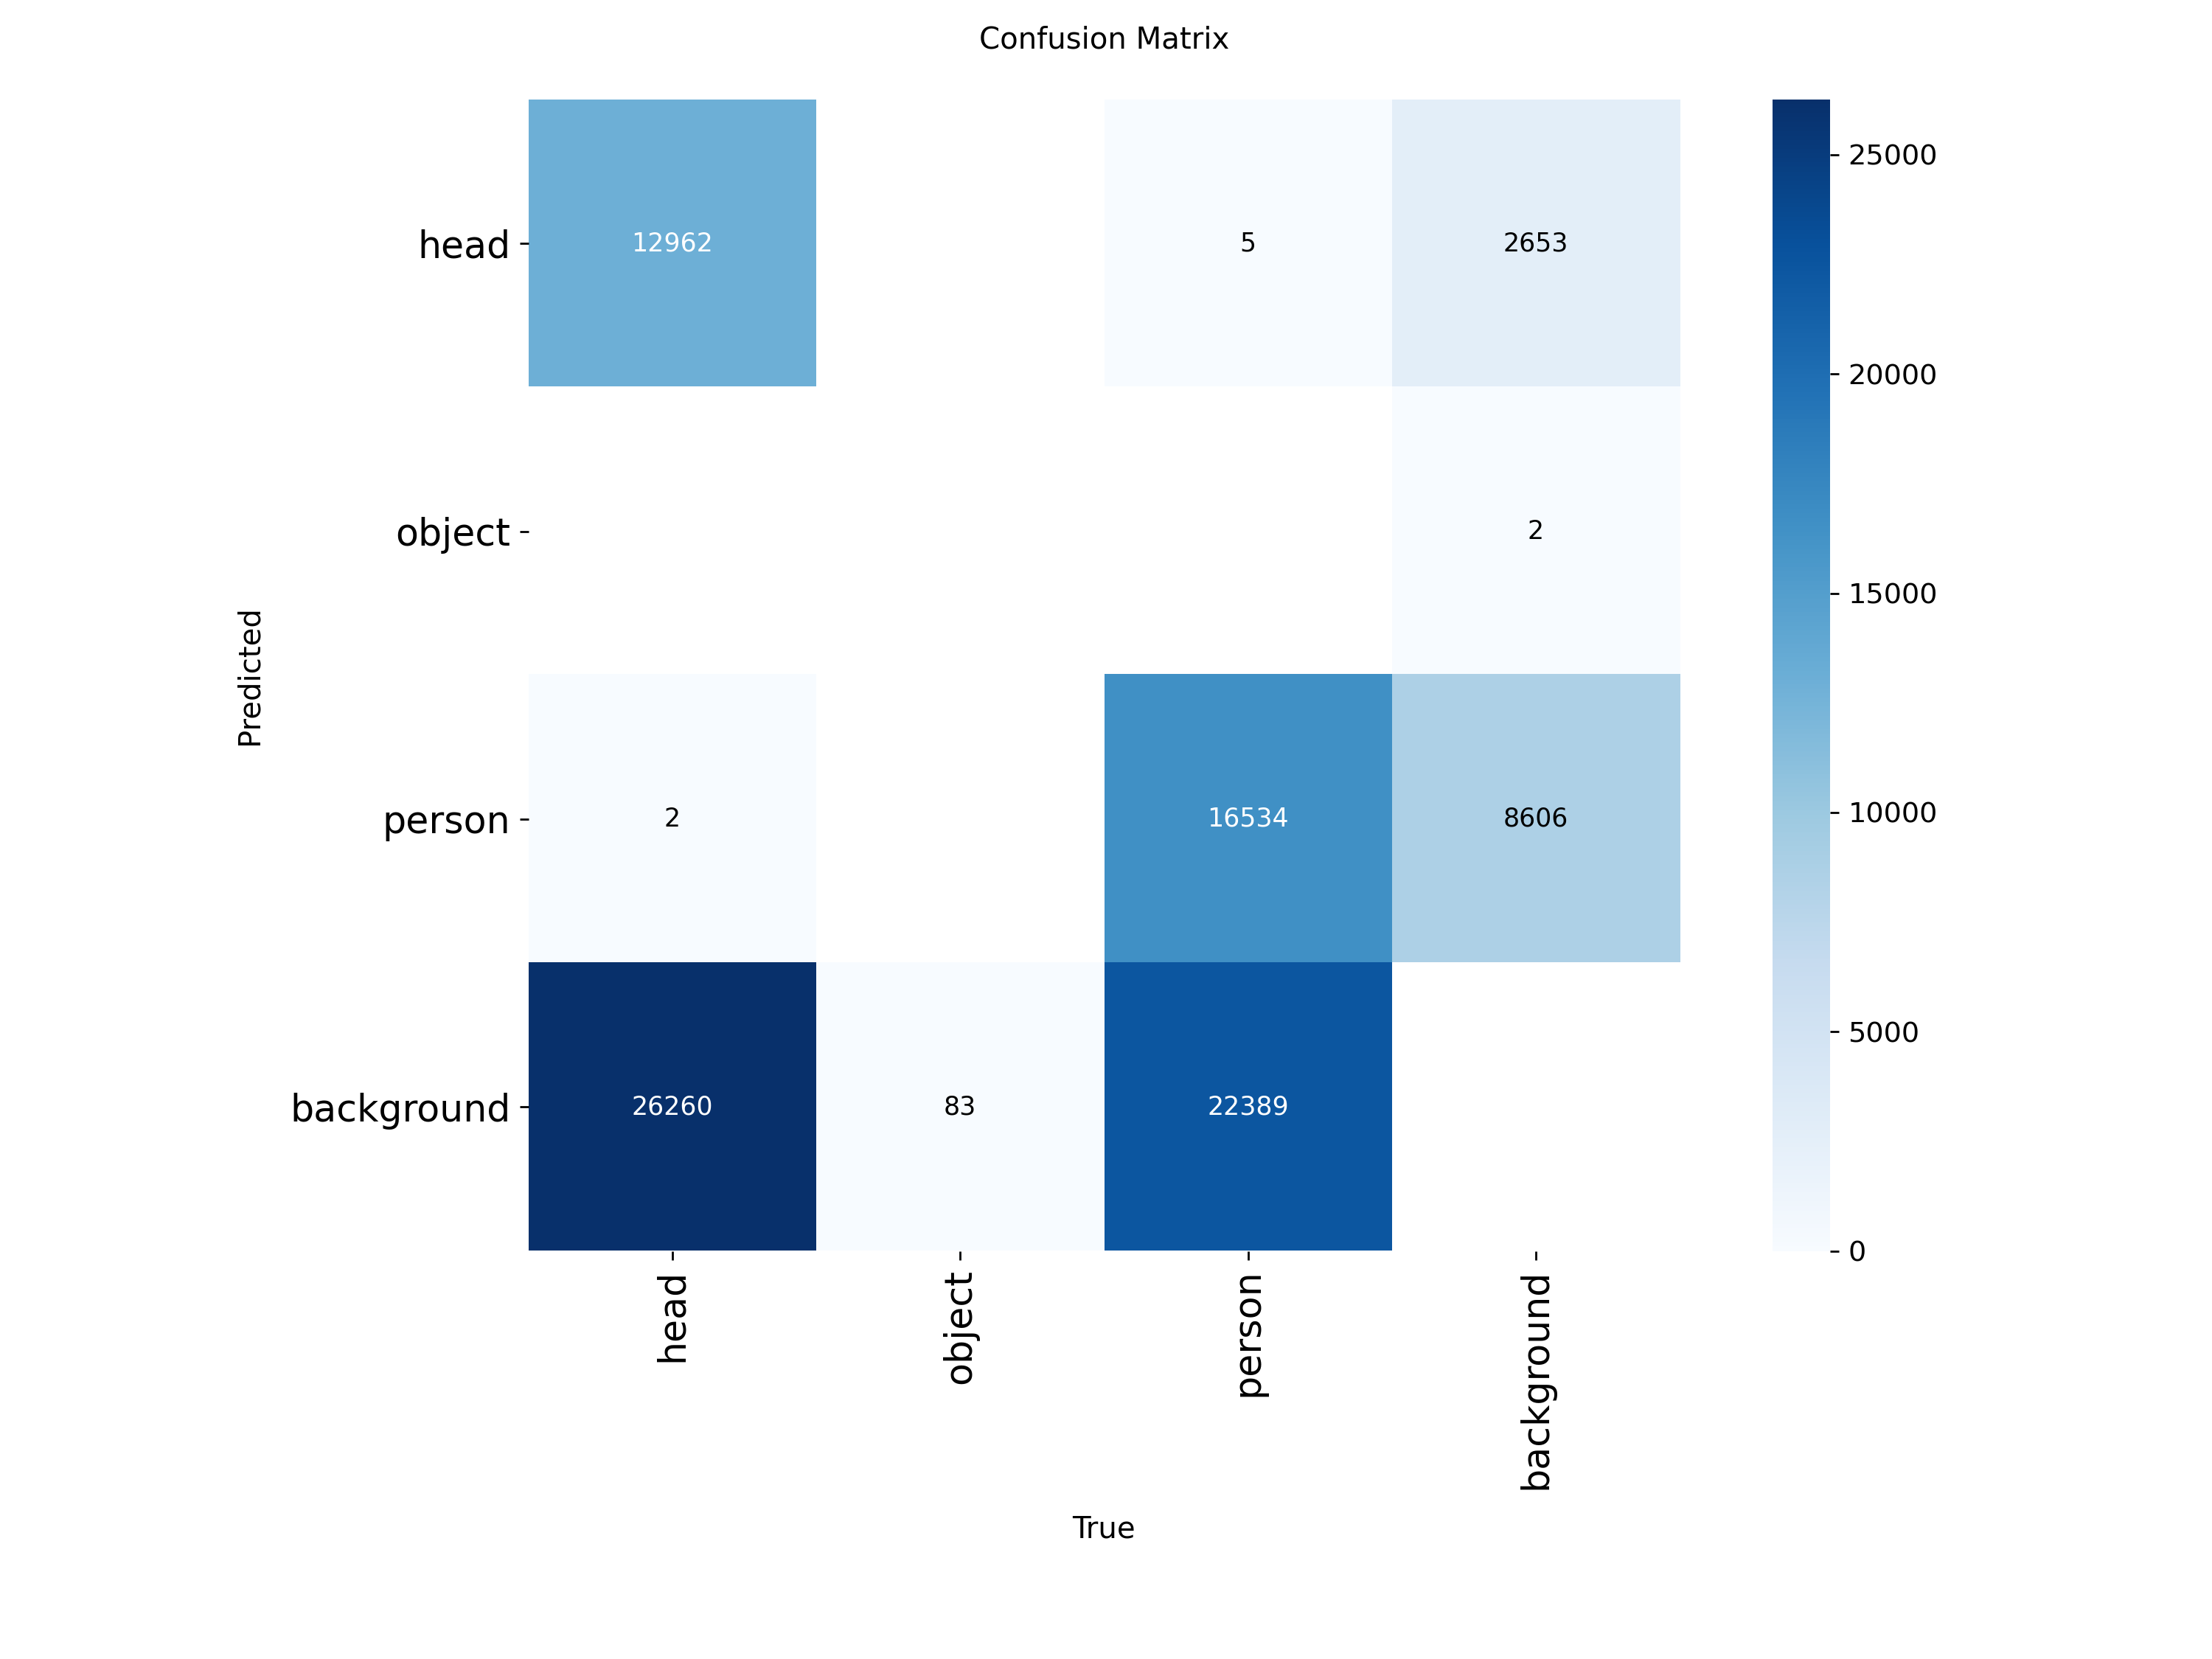 Confusion Matrix
head
12962
5
2653
object
2
person
2
16534
8606
background
26260
83
22389
head
object
person
background
Predicted
True
25000
20000
15000
10000
5000
0